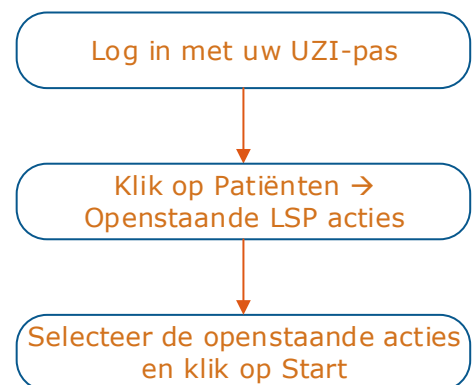 Log in met uw UZI-pas
Klik op Patiënten →
Openstaande LSP acties
Selecteer de openstaande acties
en klik op Start